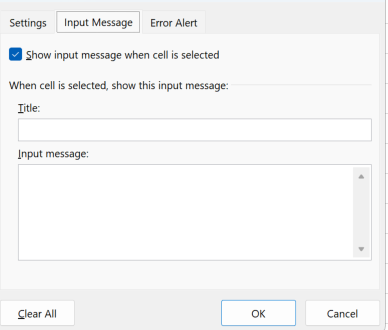 Settings Input Message Error Alert
Show input message when cell is selected
When cell is selected, show this input message:
Title:
Input message:
Clear All OK Cancel